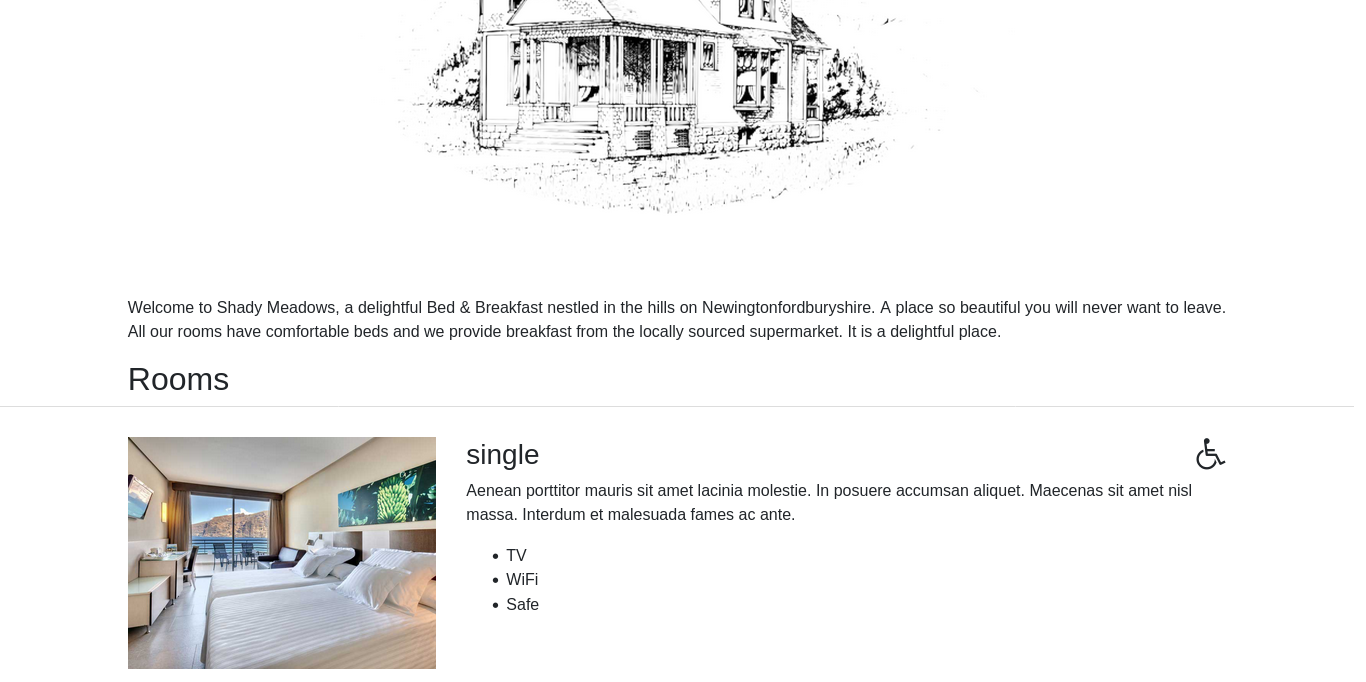 Welcome to Shady Meadows, a delightful Bed & Breakfast nestled in the hills on Newingtonfordburyshire. A place so beautiful you will never want to leave.
All our rooms have comfortable beds and we provide breakfast from the locally sourced supermarket. It is a delightful place.
Rooms
single
Aenean porttitor mauris sit amet lacinia molestie. In posuere accumsan aliquet. Maecenas sit amet nisl
massa. Interdum et malesuada fames ac ante.
TV
WiFi
Safe